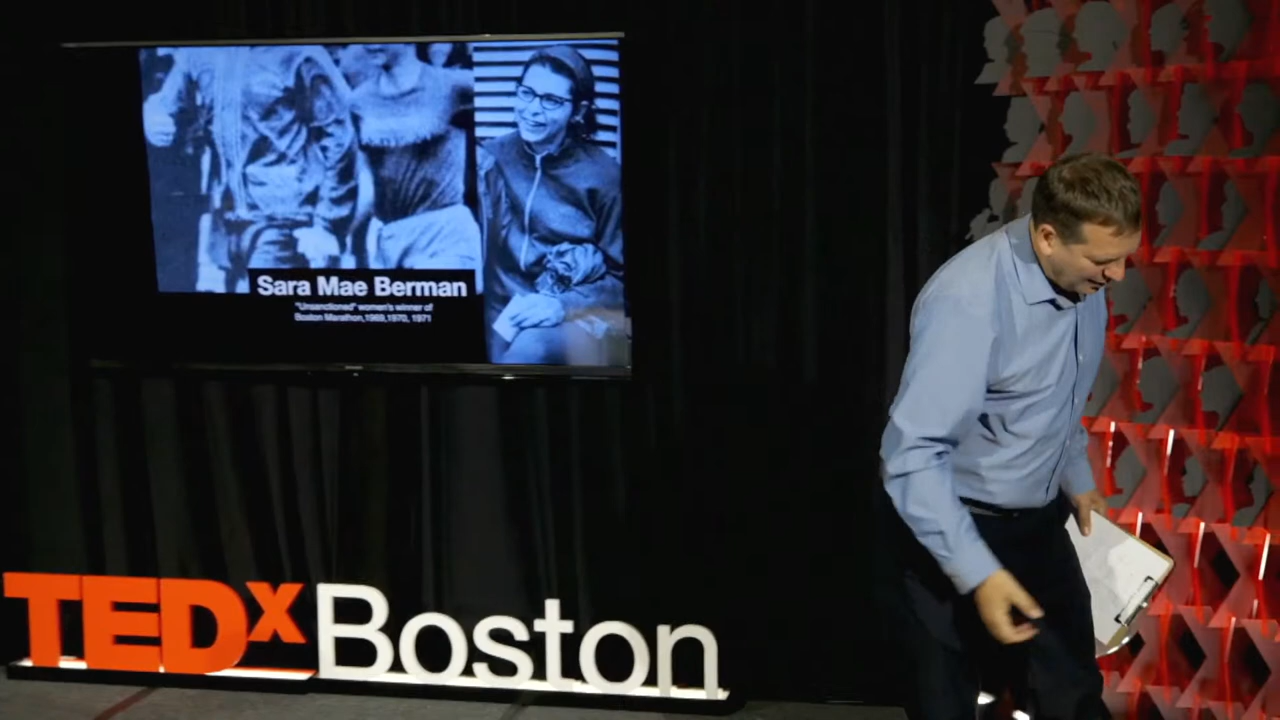 Sara Mae Berman
"Unsanctioned" women's winner of
Boston Marathon,1969,1970, 1971
TEDxBoston